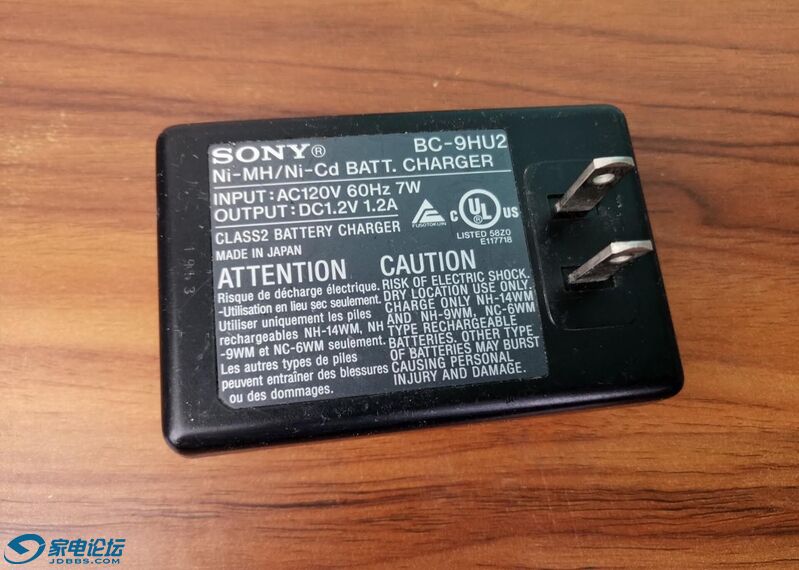 SONY® BC-9HU2
Ni-MH/Ni-Cd BATT. CHARGER
INPUT:AC120V 60Hz 7W
OUTPUT:DC1.2V 1.2A
CLASS2 BATTERY CHARGER
MADE IN JAPAN
FUSOTOKUSHI
C UL US
LISTED 58Z0
E117718
ATTENTION
Risque de décharge électrique.
-Utilisation en lieu sec seulement.
Utiliser uniquement les piles
rechargeables NH-14WM, NH
-9WM et NC-6WM seulement.
Les autres types de piles
peuvent entraîner des blessures
ou des dommages.
CAUTION
RISK OF ELECTRIC SHOCK.
DRY LOCATION USE ONLY.
CHARGE ONLY NH-14WM
AND NH-9WM, NC-6WM
TYPE RECHARGEABLE
BATTERIES. OTHER TYPE
OF BATTERIES MAY BURST
CAUSING PERSONAL
INJURY AND DAMAGE.
家电论坛
JDBBS.COM